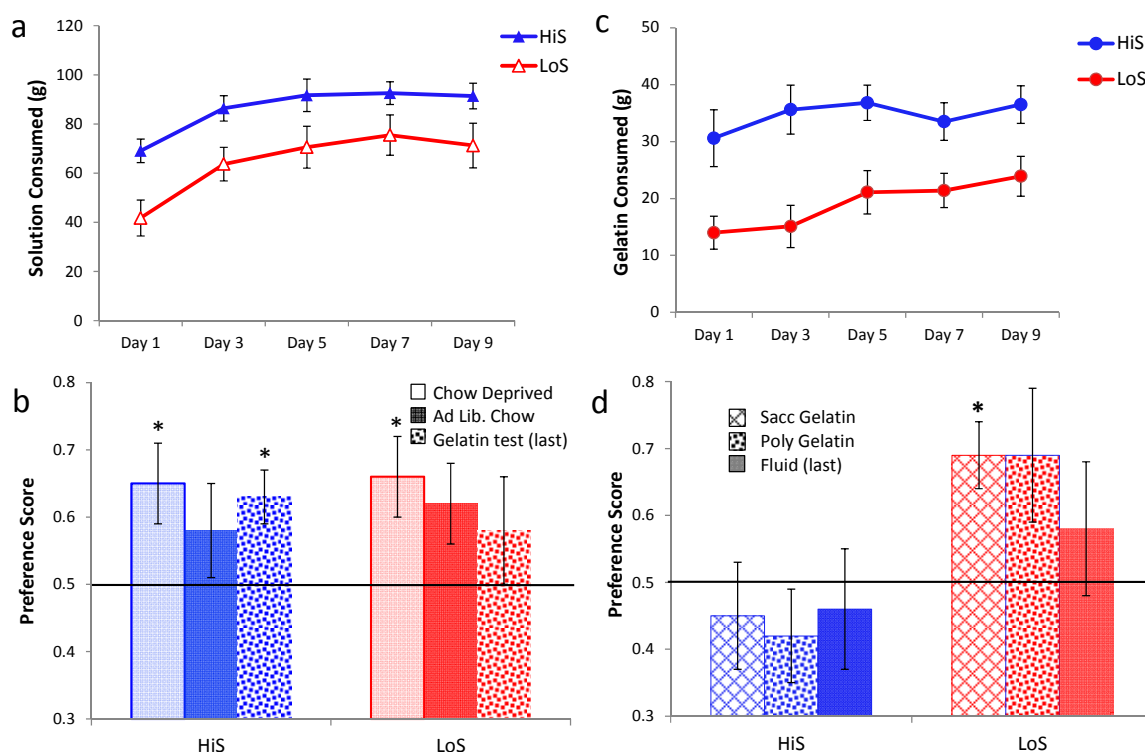 a
120
100
80
60
40
20
0
Solution Consumed (g)
HiS
LoS
Day 1 Day 3 Day 5 Day 7 Day 9
c
50
40
30
20
10
0
Gelatin Consumed (g)
HiS
LoS
Day 1 Day 3 Day 5 Day 7 Day 9
b
0.8
0.7
0.6
0.5
0.4
0.3
Preference Score
Chow Deprived
Ad Lib. Chow
Gelatin test (last)
* * *
HiS LoS
d
0.8
0.7
0.6
0.5
0.4
0.3
Preference Score
Sacc Gelatin
Poly Gelatin
Fluid (last)
*
HiS LoS